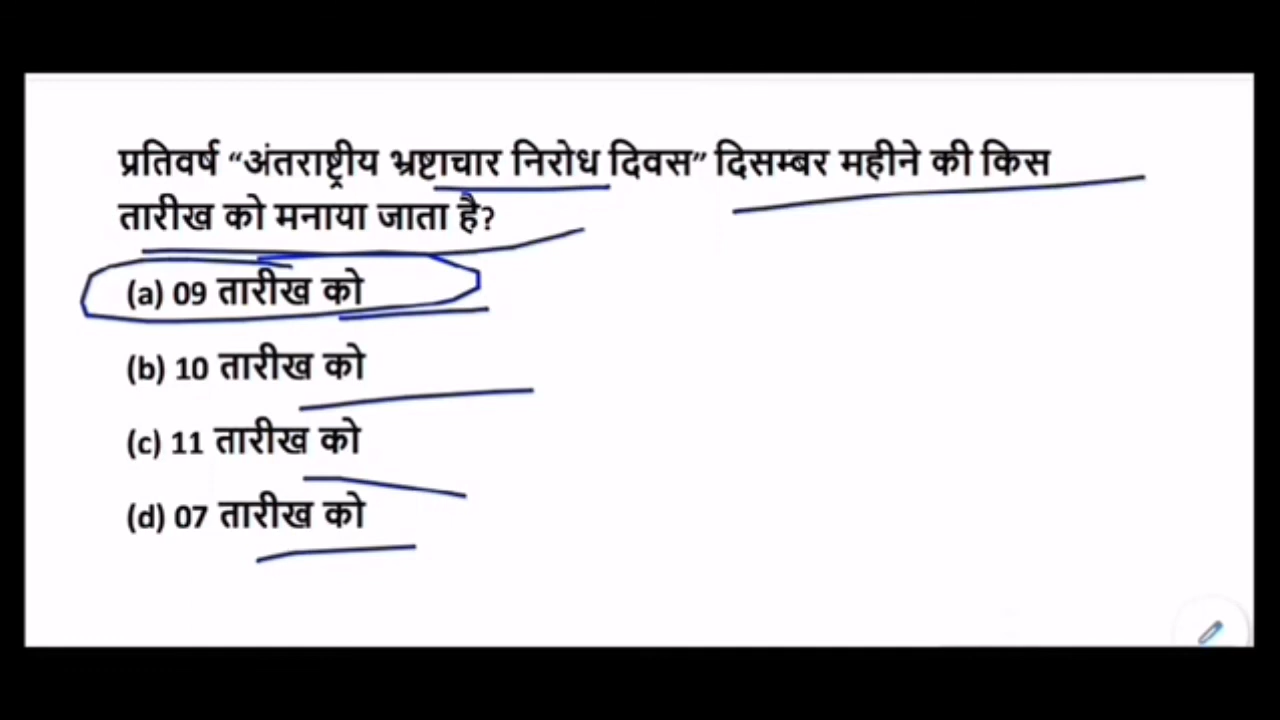 प्रतिवर्ष “अंतराष्ट्रीय भ्रष्टाचार निरोध दिवस” दिसम्बर महीने की किस
तारीख को मनाया जाता है?
(a) 09 तारीख को
(b) 10 तारीख को
(c) 11 तारीख को
(d) 07 तारीख को